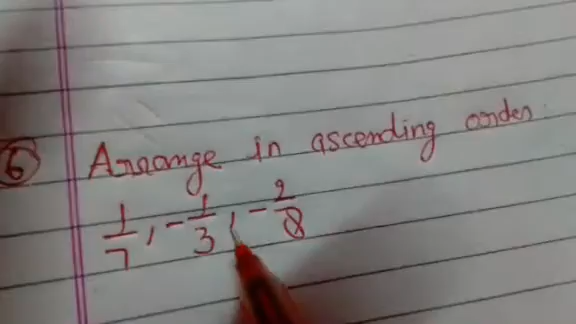 6 Arrange in ascending order.
1/7, -1/3, -2/8